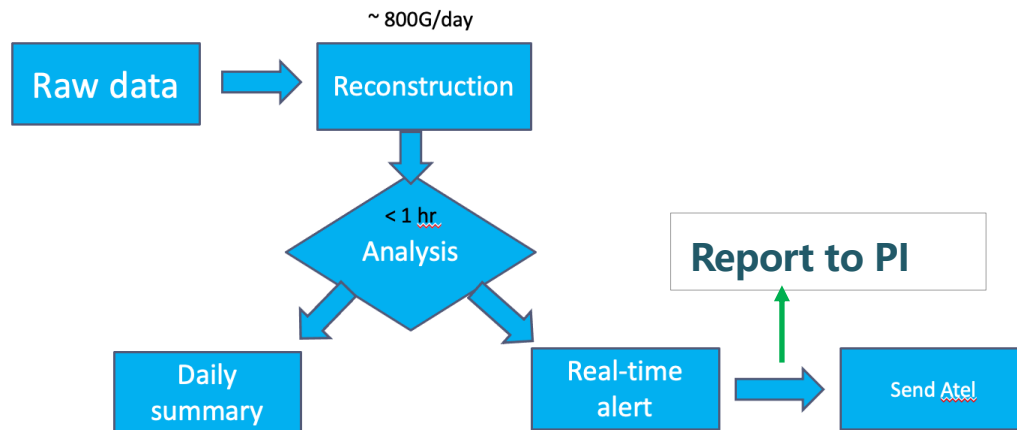 ~ 800G/day
Raw data
Reconstruction
< 1 hr
Analysis
Report to PI
Daily
summary
Real-time
alert
Send Atel